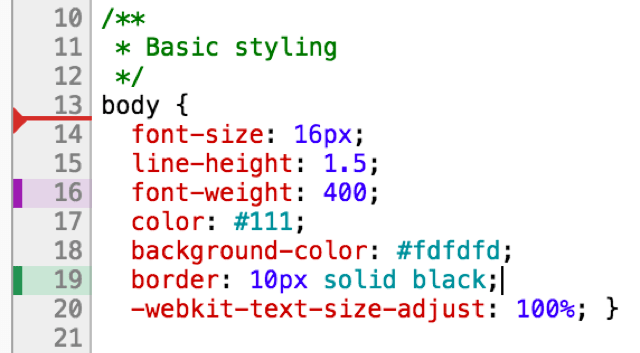 10 /**
11  * Basic styling
12  */
13 body {
14   font-size: 16px;
15   line-height: 1.5;
16   font-weight: 400;
17   color: #111;
18   background-color: #fdfdfd;
19   border: 10px solid black;
20   -webkit-text-size-adjust: 100%; }
21